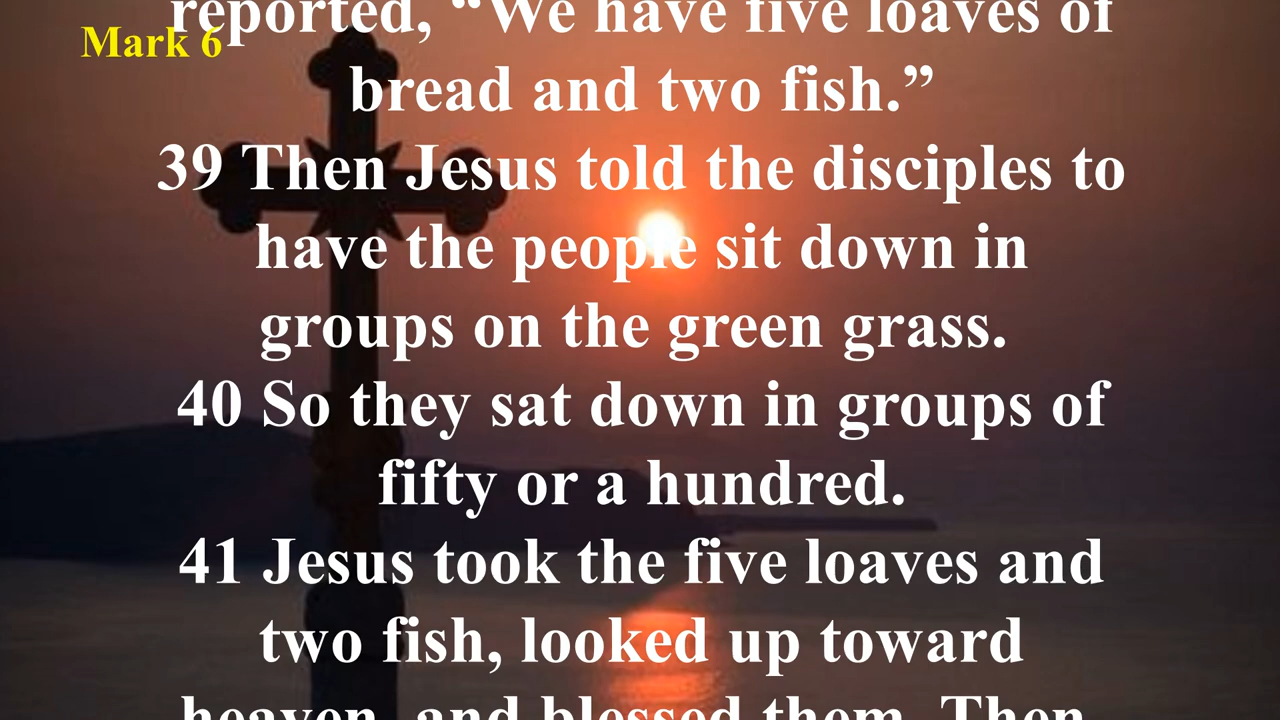 Mark 6
reported, “We have five loaves of
bread and two fish.”
39 Then Jesus told the disciples to
have the people sit down in
groups on the green grass.
40 So they sat down in groups of
fifty or a hundred.
41 Jesus took the five loaves and
two fish, looked up toward
heaven, and blessed them. Then,